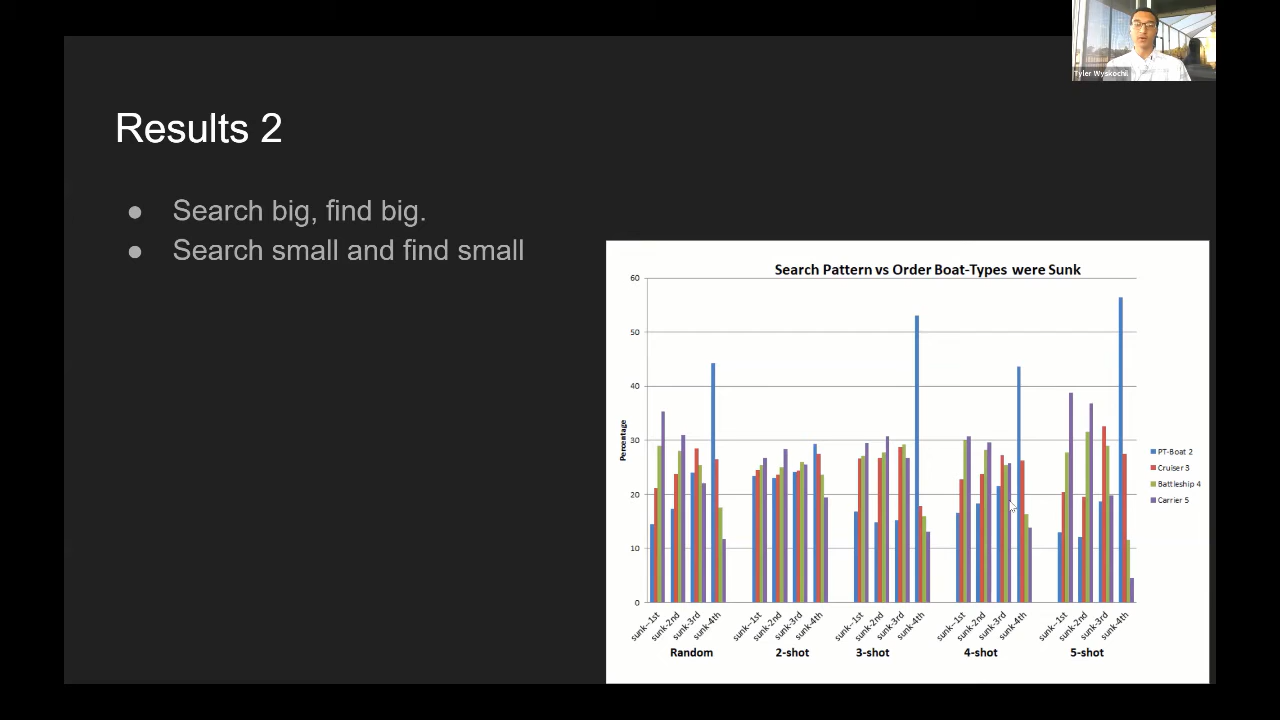 Tyler Wyskochil
Results 2
● Search big, find big.
● Search small and find small
Search Pattern vs Order Boat-Types were Sunk
Percentage
60
50
40
30
20
10
0
sunk--1st sunk-2nd sunk-3rd sunk-4th sunk--1st sunk-2nd sunk-3rd sunk-4th sunk--1st sunk-2nd sunk-3rd sunk-4th sunk--1st sunk-2nd sunk-3rd sunk-4th sunk--1st sunk-2nd sunk-3rd sunk-4th
Random 2-shot 3-shot 4-shot 5-shot
PT-Boat 2
Cruiser 3
Battleship 4
Carrier 5